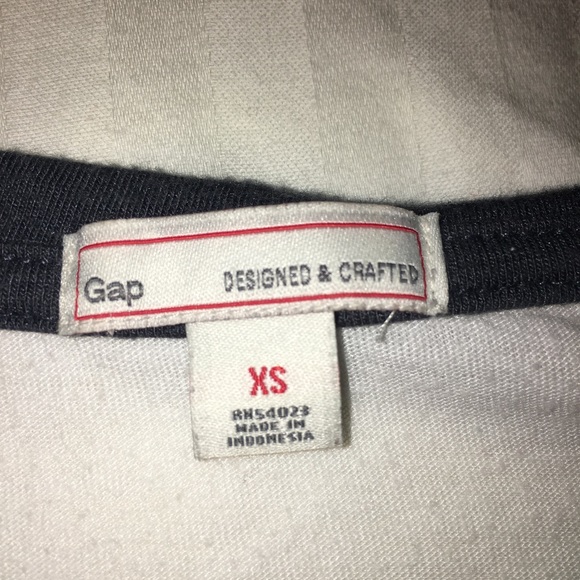 Gap DESIGNED & CRAFTED
XS
RN54023
MADE IN
INDONESIA